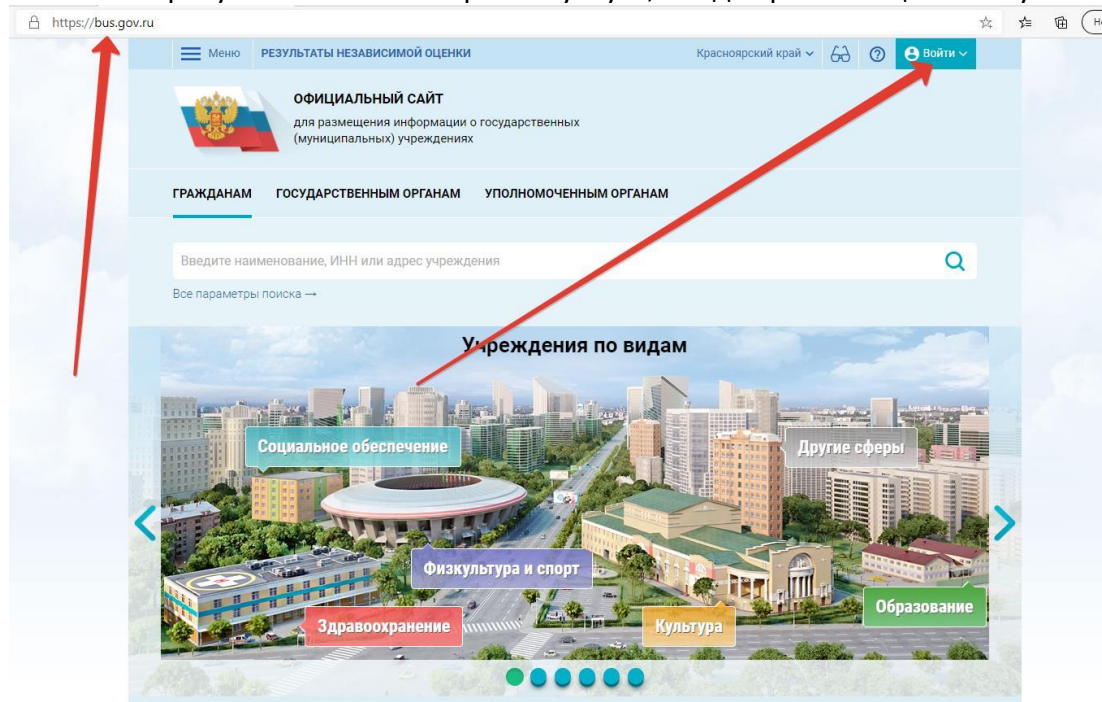 https://bus.gov.ru
Меню РЕЗУЛЬТАТЫ НЕЗАВИСИМОЙ ОЦЕНКИ Красноярский край Войти
ОФИЦИАЛЬНЫЙ САЙТ
для размещения информации о государственных
(муниципальных) учреждениях
ГРАЖДАНАМ ГОСУДАРСТВЕННЫМ ОРГАНАМ УПОЛНОМОЧЕННЫМ ОРГАНАМ
Введите наименование, ИНН или адрес учреждения
Все параметры поиска →
Учреждения по видам
Социальное обеспечение
Другие сферы
Физкультура и спорт
Образование
Здравоохранение
Культура